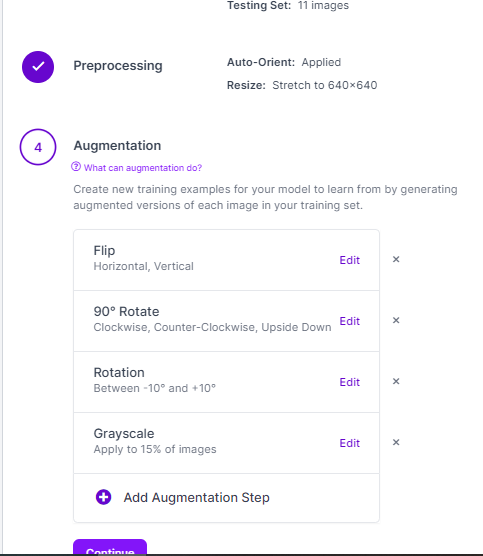 Testing Set: 11 images
Preprocessing
Auto-Orient: Applied
Resize: Stretch to 640×640
4
Augmentation
What can augmentation do?
Create new training examples for your model to learn from by generating
augmented versions of each image in your training set.
Flip
Horizontal, Vertical
Edit
×
90° Rotate
Clockwise, Counter-Clockwise, Upside Down
Edit
×
Rotation
Between -10° and +10°
Edit
×
Grayscale
Apply to 15% of images
Edit
×
Add Augmentation Step
Continue